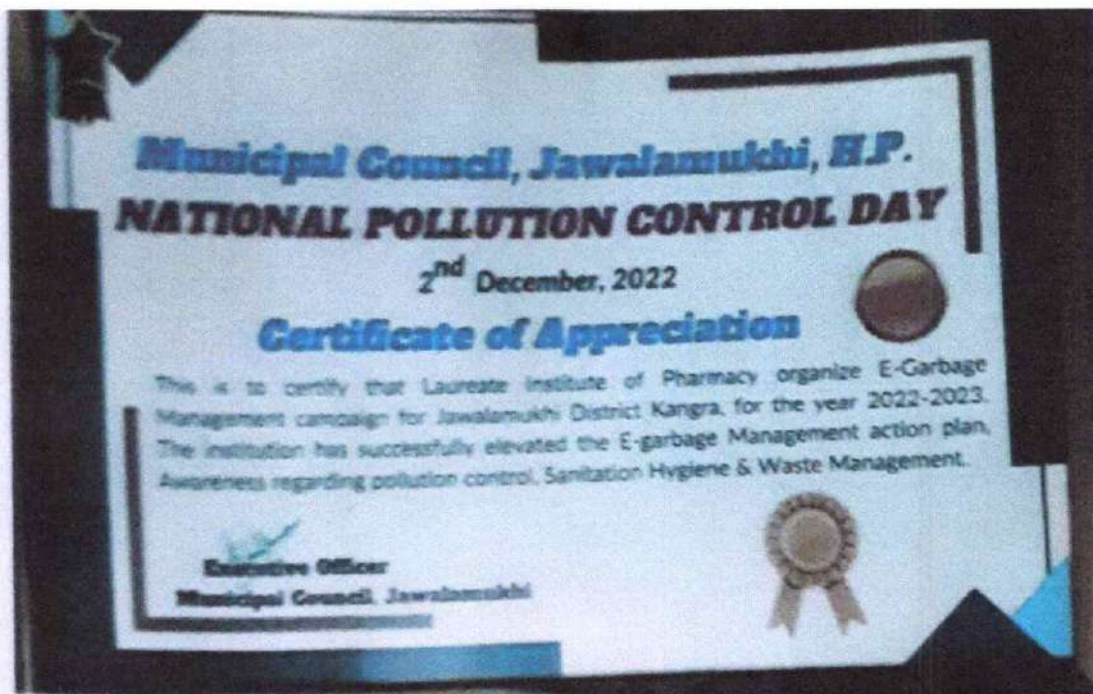 Municipal Council, Jawalamukhi, H.P.
NATIONAL POLLUTION CONTROL DAY
2nd December, 2022
Certificate of Appreciation
This is to certify that Laureate Institute of Pharmacy organize E-Garbage
Management campaign for Jawalamukhi District Kangra, for the year 2022-2023.
The institution has successfully elevated the E-garbage Management action plan,
Awareness regarding pollution control, Sanitation Hygiene & Waste Management.
Executive Officer
Municipal Council, Jawalamukhi